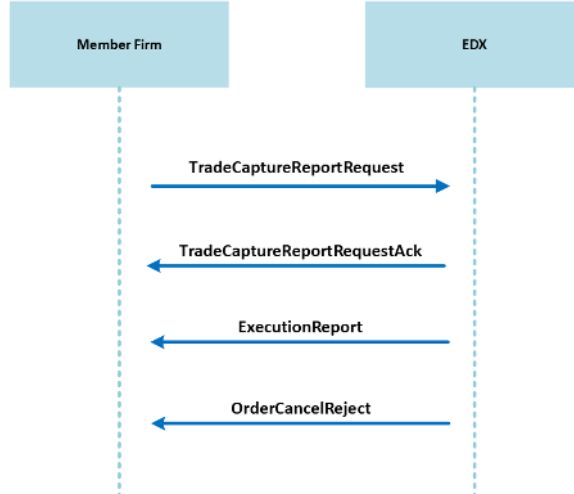 Member Firm
EDX
TradeCaptureReportRequest
TradeCaptureReportRequestAck
ExecutionReport
OrderCancelReject